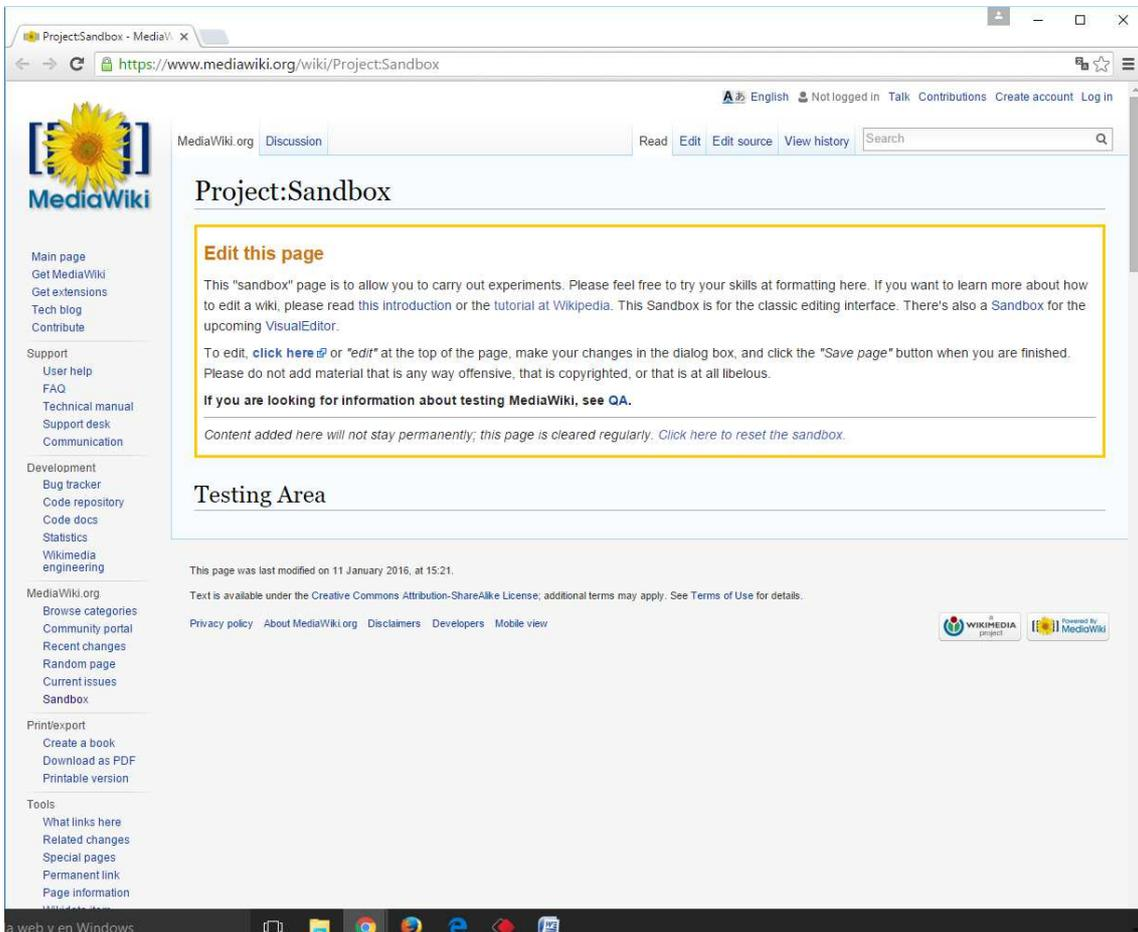 Project:Sandbox - MediaW
https://www.mediawiki.org/wiki/Project:Sandbox
English Not logged in Talk Contributions Create account Log in
MediaWiki
MediaWiki.org Discussion Read Edit Edit source View history Search
Project:Sandbox
Edit this page
This "sandbox" page is to allow you to carry out experiments. Please feel free to try your skills at formatting here. If you want to learn more about how
to edit a wiki, please read this introduction or the tutorial at Wikipedia. This Sandbox is for the classic editing interface. There's also a Sandbox for the
upcoming VisualEditor.
To edit, click here or "edit" at the top of the page, make your changes in the dialog box, and click the "Save page" button when you are finished.
Please do not add material that is any way offensive, that is copyrighted, or that is at all libelous.
If you are looking for information about testing MediaWiki, see QA.
Content added here will not stay permanently; this page is cleared regularly. Click here to reset the sandbox.
Testing Area
This page was last modified on 11 January 2016, at 15:21.
Text is available under the Creative Commons Attribution-ShareAlike License; additional terms may apply. See Terms of Use for details.
Privacy policy About MediaWiki.org Disclaimers Developers Mobile view
a
WIKIMEDIA
project
Powered By
MediaWiki
Main page
Get MediaWiki
Get extensions
Tech blog
Contribute
Support
User help
FAQ
Technical manual
Support desk
Communication
Development
Bug tracker
Code repository
Code docs
Statistics
Wikimedia
engineering
MediaWiki.org
Browse categories
Community portal
Recent changes
Random page
Current issues
Sandbox
Print/export
Create a book
Download as PDF
Printable version
Tools
What links here
Related changes
Special pages
Permanent link
Page information
a web y en Windows